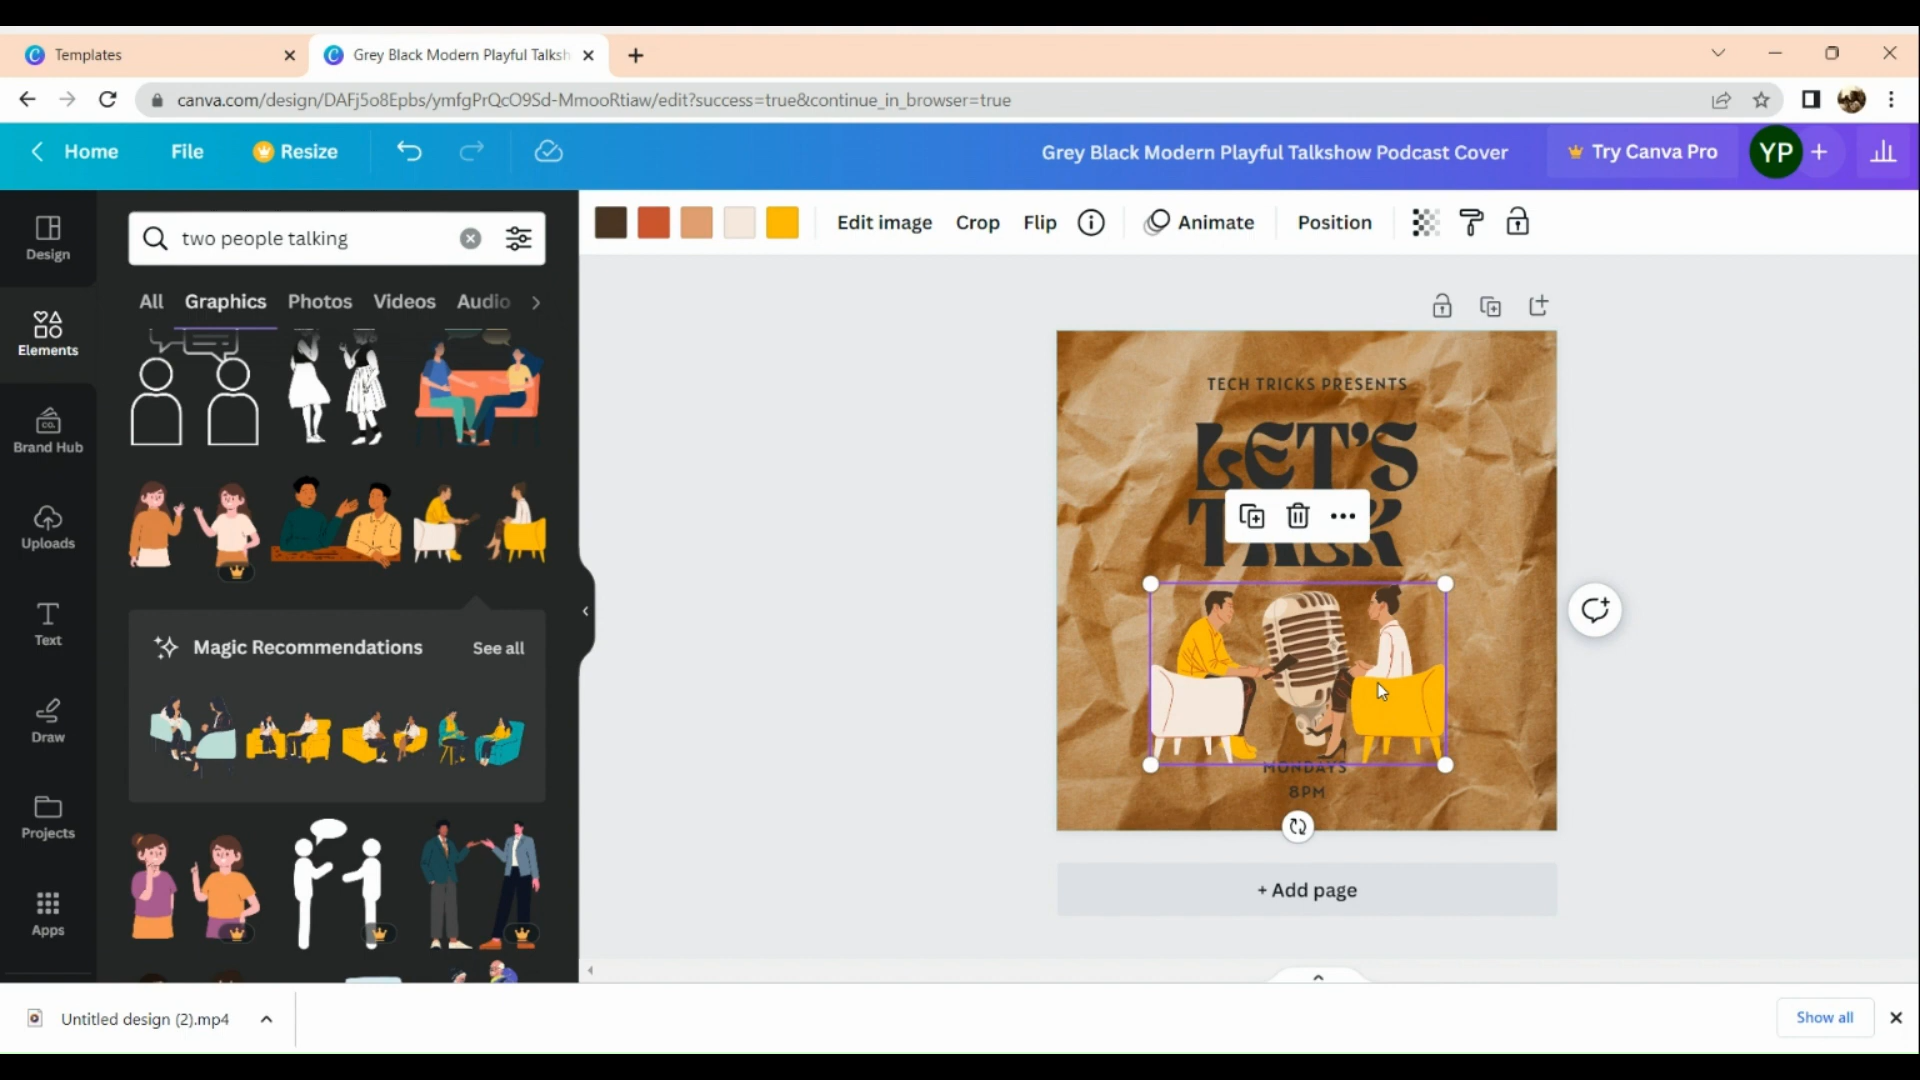 Templates
Grey Black Modern Playful Talksh
canva.com/design/DAFj5o8Epbs/ymfgPrQcO9Sd-MmooRtiaw/edit?success=true&continue_in_browser=true
Home
File
Resize
Grey Black Modern Playful Talkshow Podcast Cover
Try Canva Pro
YP
Design
Elements
Brand Hub
CO.
Uploads
Text
Draw
Projects
Apps
two people talking
All
Graphics
Photos
Videos
Audio
Magic Recommendations
See all
Edit image
Crop
Flip
Animate
Position
TECH TRICKS PRESENTS
LET'S
TALK
MONDAYS
8PM
+ Add page
Untitled design (2).mp4
Show all